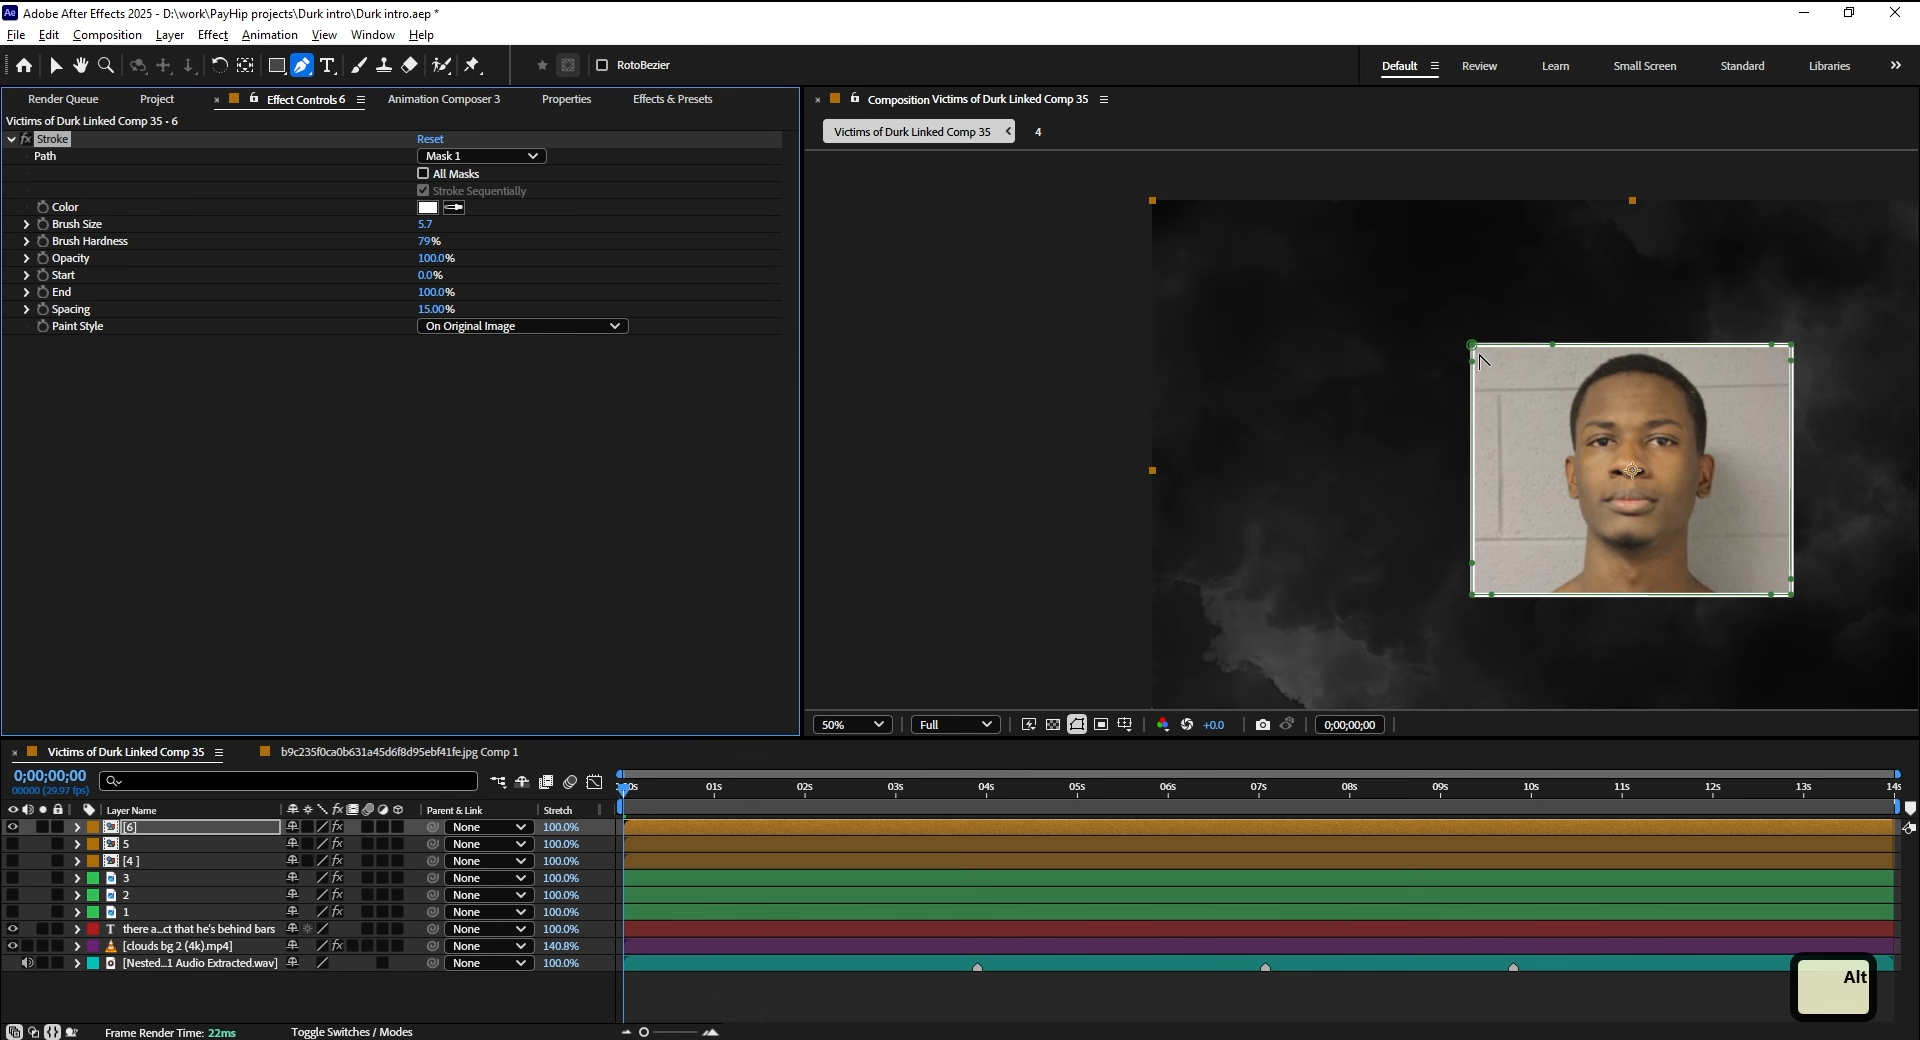 Ae Adobe After Effects 2025 - D:\work\PayHip projects\Durk intro\Durk intro.aep *
File Edit Composition Layer Effect Animation View Window Help
RotoBezier
Default Review Learn Small Screen Standard Libraries
Render Queue Project Effect Controls 6 Animation Composer 3 Properties Effects & Presets
Composition Victims of Durk Linked Comp 35
Victims of Durk Linked Comp 35 • 6
Victims of Durk Linked Comp 35 4
fx Stroke Reset
Path Mask 1
All Masks
Stroke Sequentially
Color
Brush Size 5.7
Brush Hardness 79%
Opacity 100.0%
Start 0.0%
End 100.0%
Spacing 15.00%
Paint Style On Original Image
50% Full +0.0 0;00;00;00
Victims of Durk Linked Comp 35 b9c235f0ca0b631a45d6f8d95ebf41fe.jpg Comp 1
0;00;00;00
00000 (29.97 fps)
01s 02s 03s 04s 05s 06s 07s 08s 09s 10s 11s 12s 13s 14s
Layer Name fx Parent & Link Stretch
[6] fx None 100.0%
5 fx None 100.0%
[4 ] fx None 100.0%
3 fx None 100.0%
2 fx None 100.0%
1 fx None 100.0%
T there a...ct that he's behind bars None 100.0%
[clouds bg 2 (4k).mp4] fx None 140.8%
[Nested...1 Audio Extracted.wav] None 100.0%
Alt
Frame Render Time: 22ms Toggle Switches / Modes